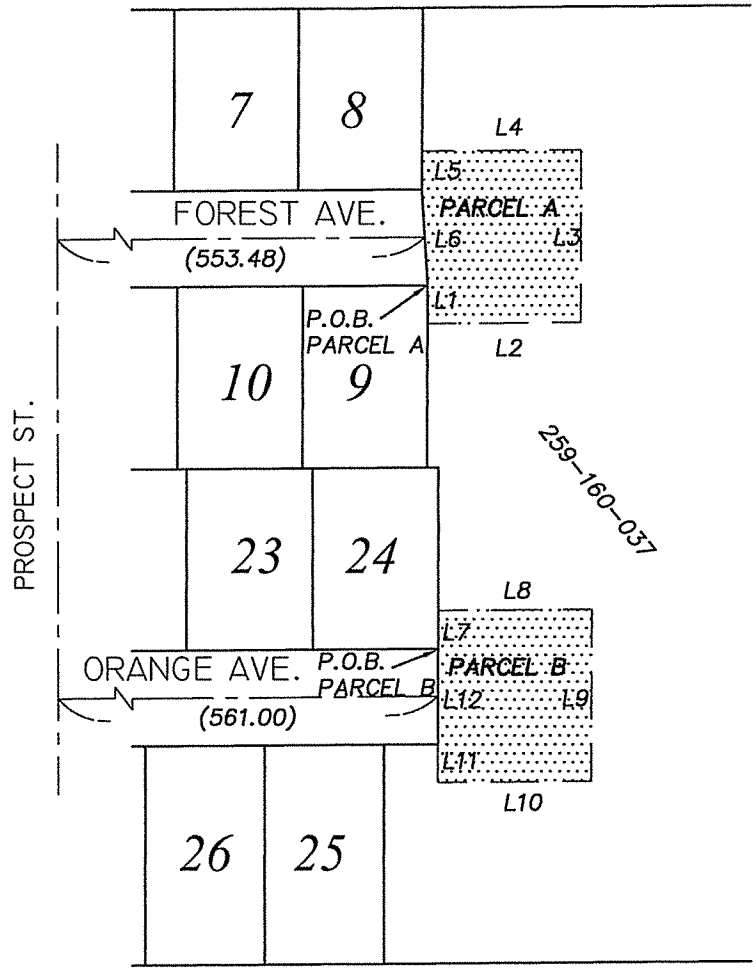 7
8
L4
L5
FOREST AVE.
PARCEL A
L6
L3
(553.48)
L1
P.O.B.
PARCEL A
L2
10
9
PROSPECT ST.
259-160-037
23
24
L8
L7
ORANGE AVE.
P.O.B.
PARCEL B
PARCEL B
L12
L9
(561.00)
L11
L10
26
25